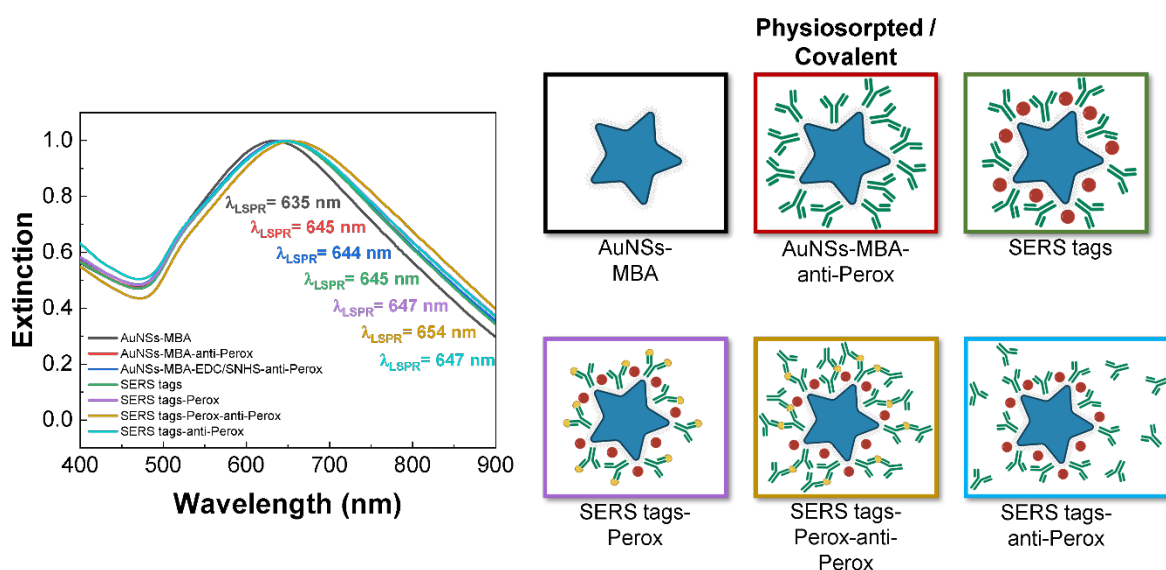 Extinction
1.0
0.8
0.6
0.4
0.2
0.0
λLSPR= 635 nm
λLSPR= 645 nm
λLSPR= 644 nm
λLSPR= 645 nm
λLSPR= 647 nm
λLSPR= 654 nm
λLSPR= 647 nm
AuNSs-MBA
AuNSs-MBA-anti-Perox
AuNSs-MBA-EDC/SNHS-anti-Perox
SERS tags
SERS tags-Perox
SERS tags-Perox-anti-Perox
SERS tags-anti-Perox
400 500 600 700 800 900
Wavelength (nm)
Physiosorpted /
Covalent
AuNSs-
MBA
AuNSs-MBA-
anti-Perox
SERS tags
SERS tags-
Perox
SERS tags-
Perox-anti-
Perox
SERS tags-
anti-Perox